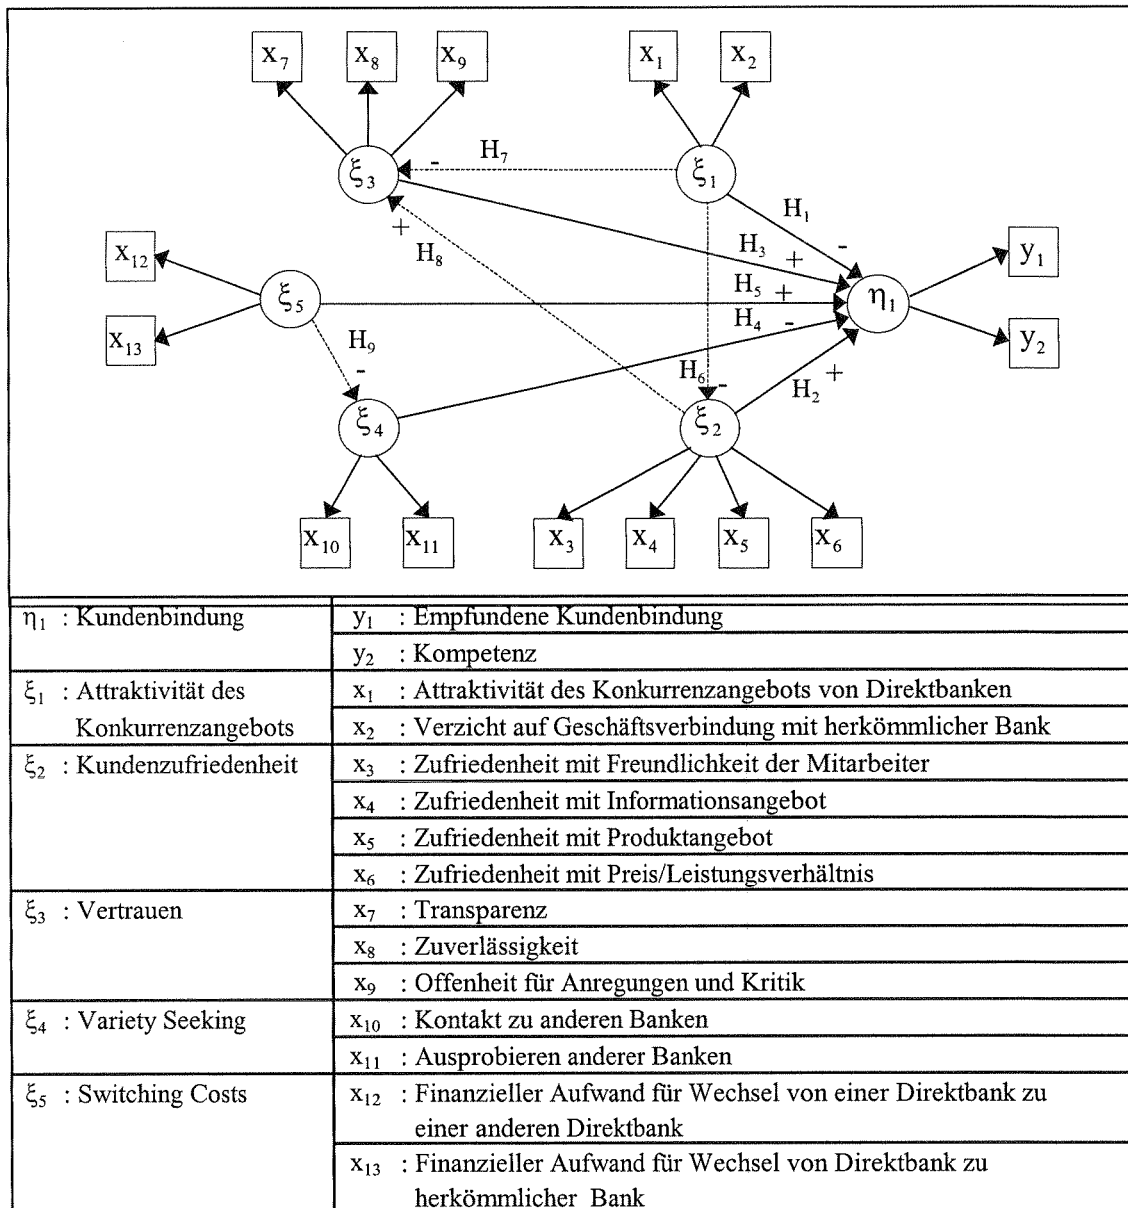 x₇ x₈ x₉ x₁ x₂
ξ₃ - H₇ ξ₁
H₁
+ H₈ H₃ + -
x₁₂ y₁
ξ₅ H₅ + η₁
x₁₃ H₉ H₄ - y₂
- H₆ - H₂ +
ξ₄ ξ₂
x₁₀ x₁₁ x₃ x₄ x₅ x₆
η₁ : Kundenbindung
y₁ : Empfundene Kundenbindung
y₂ : Kompetenz
ξ₁ : Attraktivität des
Konkurrenzangebots
x₁ : Attraktivität des Konkurrenzangebots von Direktbanken
x₂ : Verzicht auf Geschäftsverbindung mit herkömmlicher Bank
ξ₂ : Kundenzufriedenheit
x₃ : Zufriedenheit mit Freundlichkeit der Mitarbeiter
x₄ : Zufriedenheit mit Informationsangebot
x₅ : Zufriedenheit mit Produktangebot
x₆ : Zufriedenheit mit Preis/Leistungsverhältnis
ξ₃ : Vertrauen
x₇ : Transparenz
x₈ : Zuverlässigkeit
x₉ : Offenheit für Anregungen und Kritik
ξ₄ : Variety Seeking
x₁₀ : Kontakt zu anderen Banken
x₁₁ : Ausprobieren anderer Banken
ξ₅ : Switching Costs
x₁₂ : Finanzieller Aufwand für Wechsel von einer Direktbank zu
einer anderen Direktbank
x₁₃ : Finanzieller Aufwand für Wechsel von Direktbank zu
herkömmlicher Bank